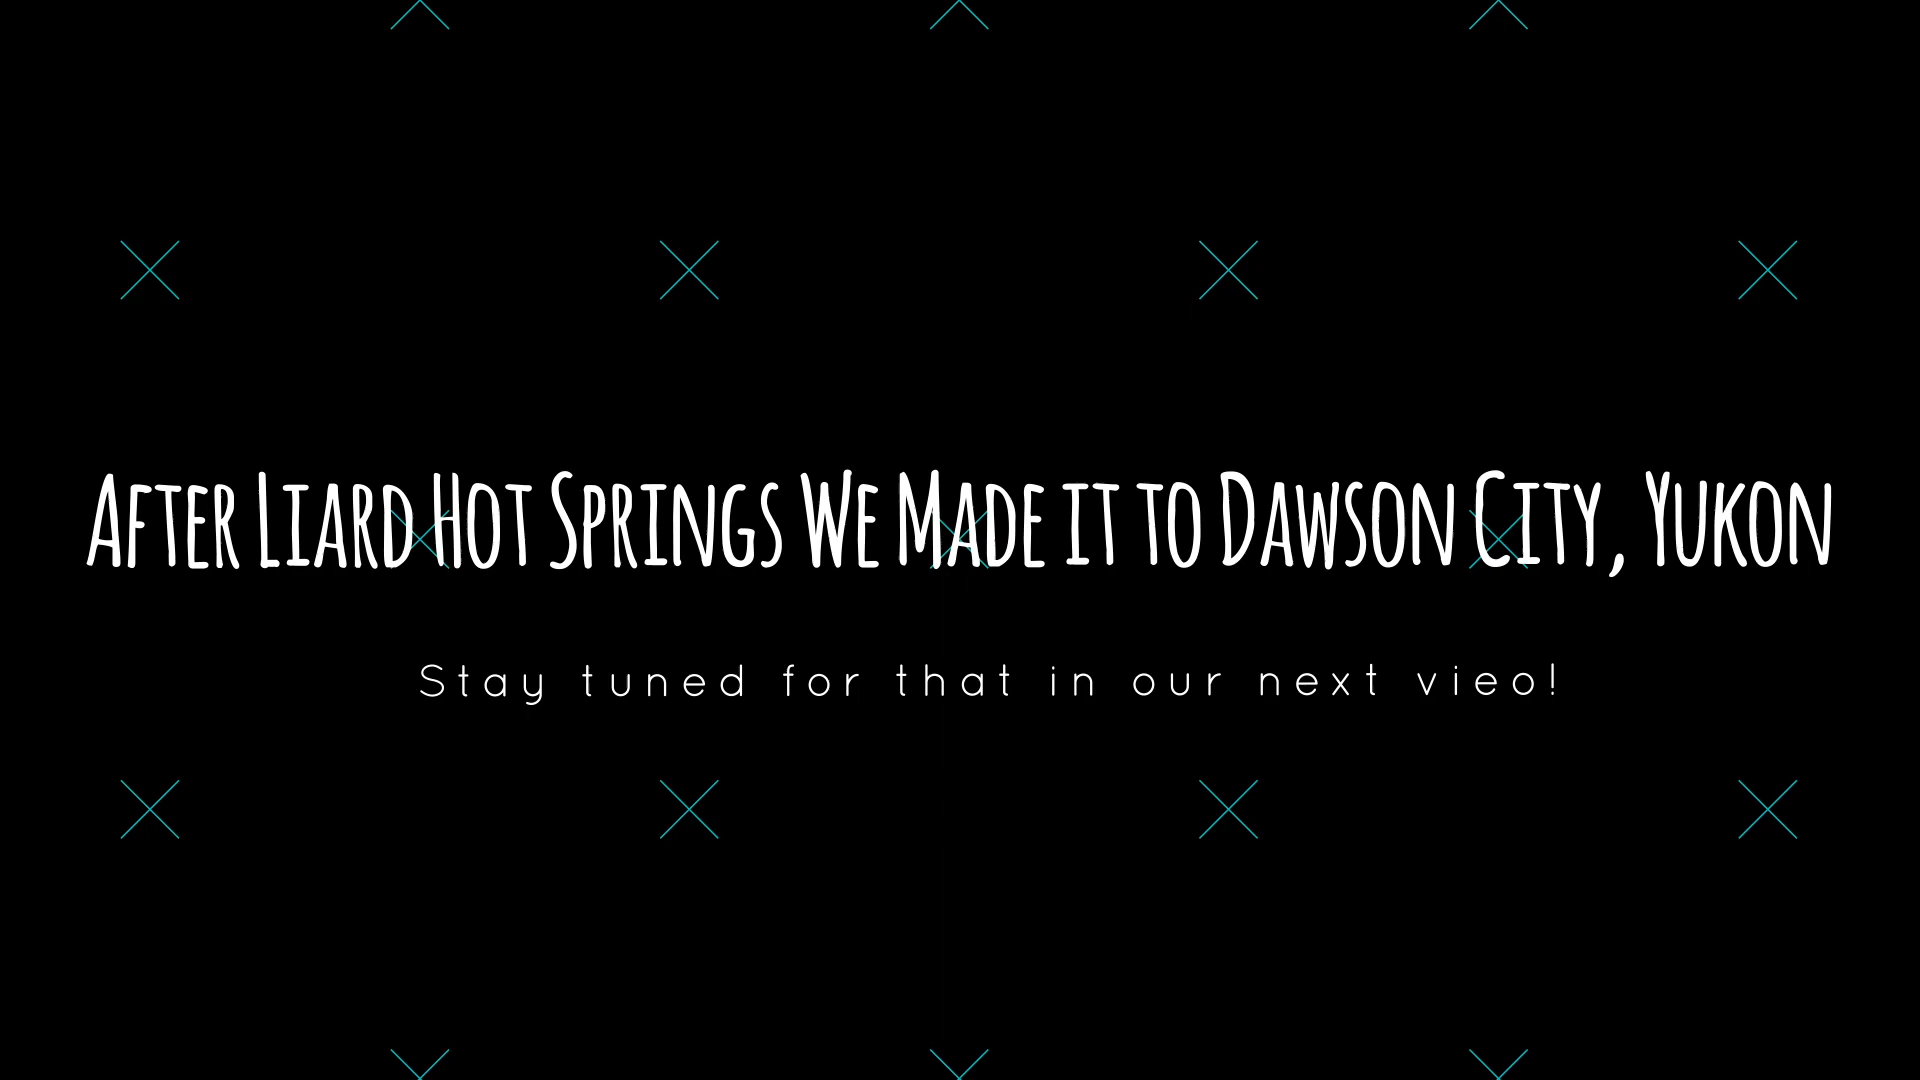 After Liard Hot Springs We Made it to Dawson City, Yukon
Stay tuned for that in our next vieo!